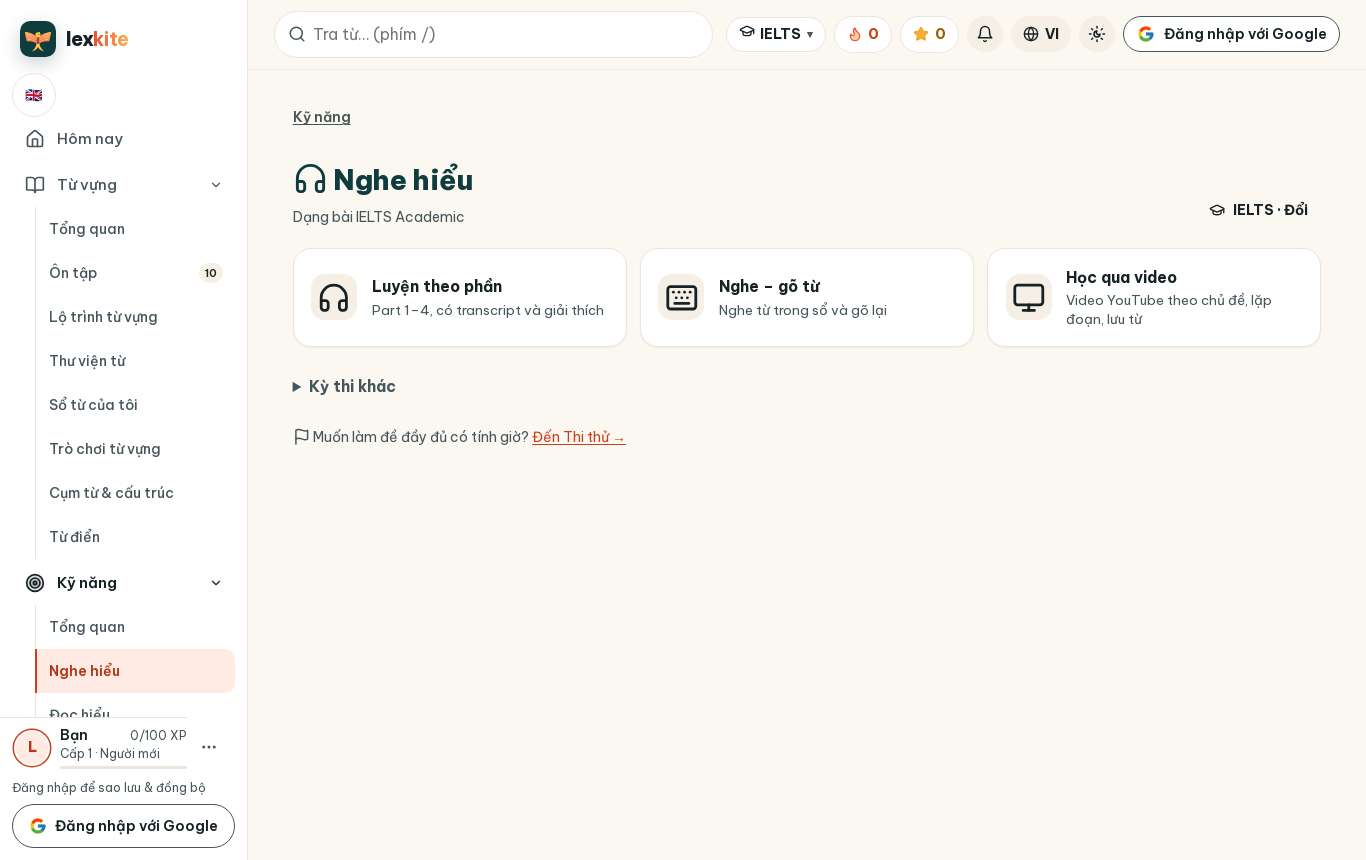 lexkite
Tra từ... (phím /)
IELTS ▾
0
0
VI
Đăng nhập với Google
Hôm nay
Từ vựng
Tổng quan
Ôn tập
10
Lộ trình từ vựng
Thư viện từ
Sổ từ của tôi
Trò chơi từ vựng
Cụm từ & cấu trúc
Từ điển
Kỹ năng
Tổng quan
Nghe hiểu
Đọc hiểu
L
Bạn
0/100 XP
Cấp 1 · Người mới
Đăng nhập để sao lưu & đồng bộ
Đăng nhập với Google
Kỹ năng
Nghe hiểu
Dạng bài IELTS Academic
IELTS · Đổi
Luyện theo phần
Part 1–4, có transcript và giải thích
Nghe – gõ từ
Nghe từ trong sổ và gõ lại
Học qua video
Video YouTube theo chủ đề, lặp
đoạn, lưu từ
Kỳ thi khác
Muốn làm đề đầy đủ có tính giờ? Đến Thi thử →